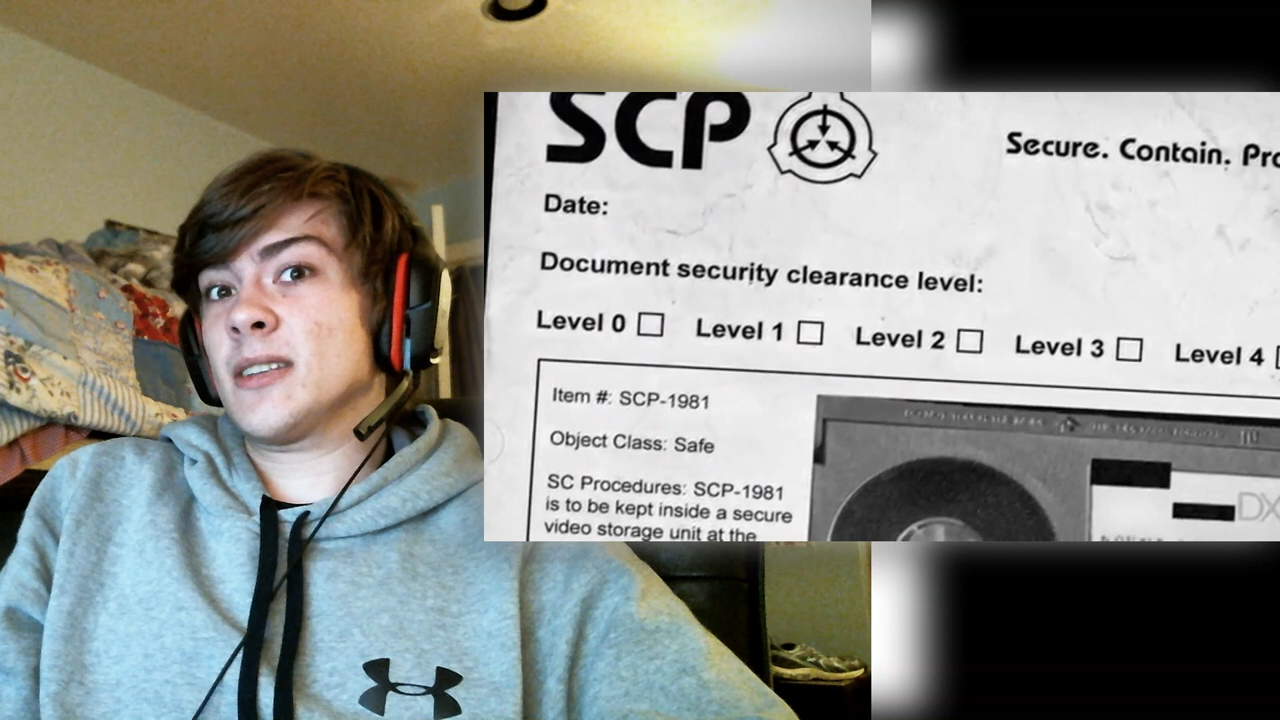 SCP
Secure. Contain.
Date:
Document security clearance level:
Level 0 Level 1 Level 2 Level 3 Level 4
Item #: SCP-1981
Object Class: Safe
SC Procedures: SCP-1981
is to be kept inside a secure
video storage unit at the
DX